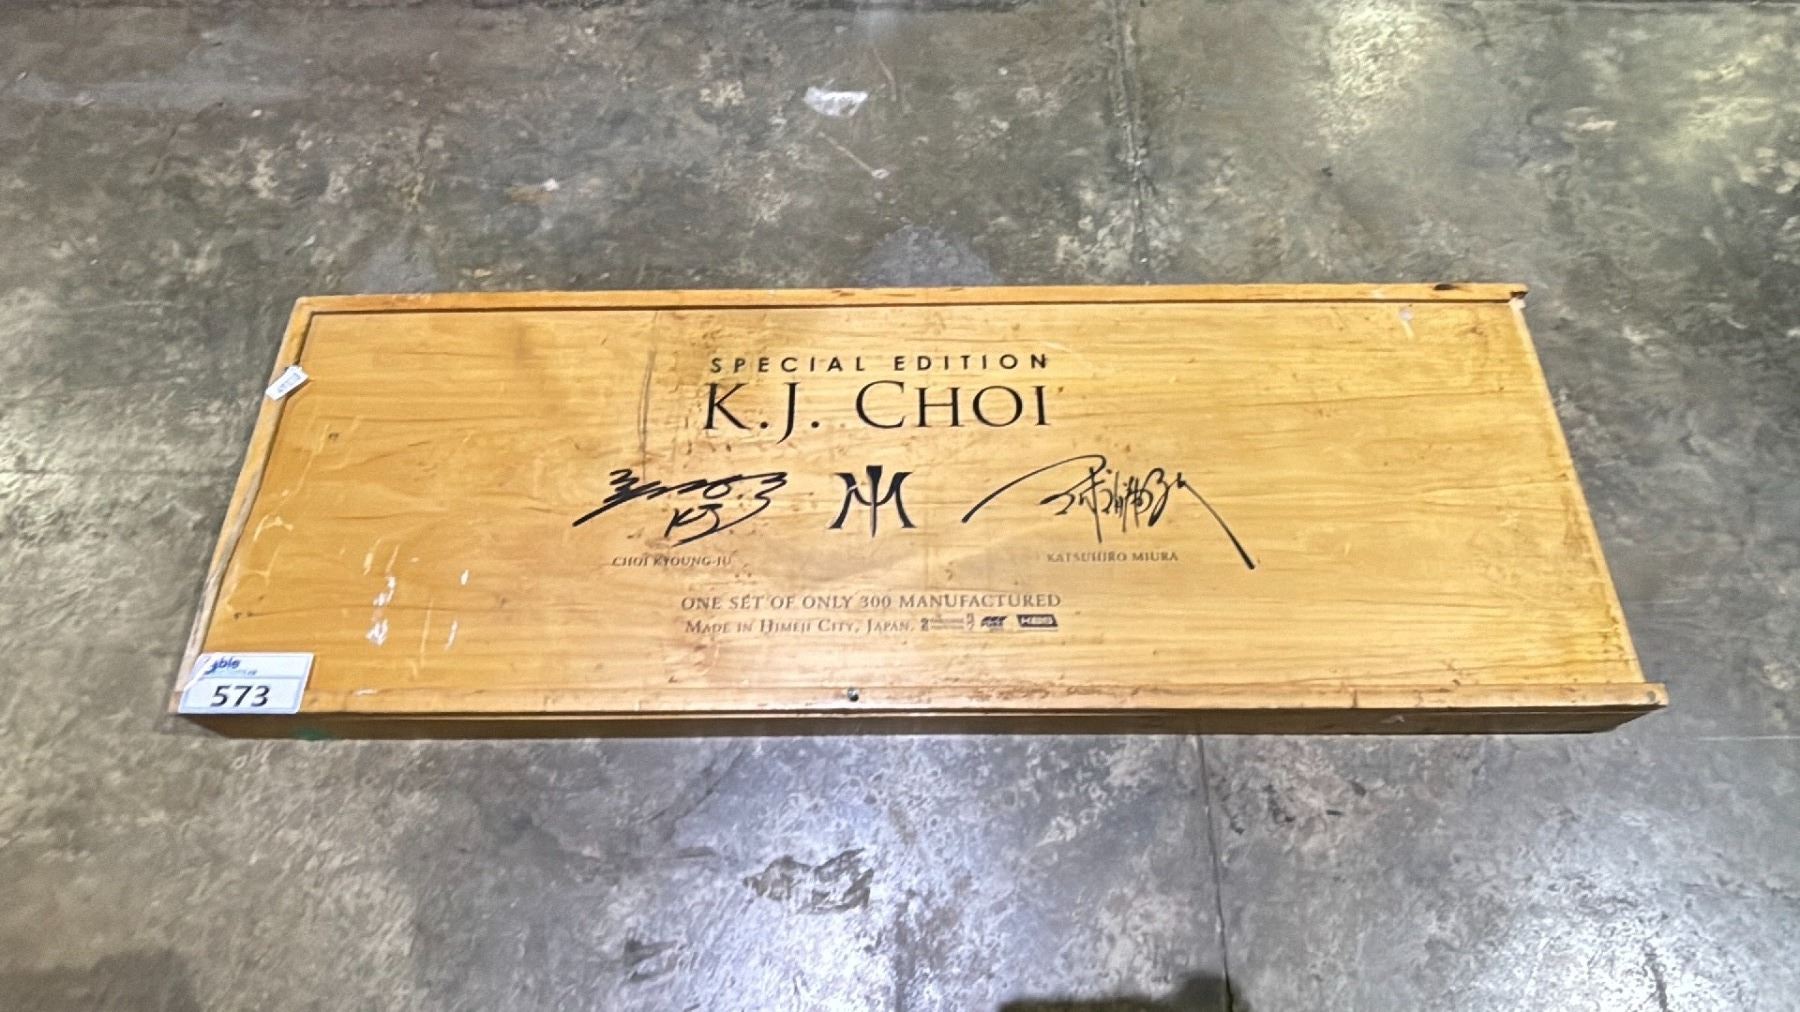 SPECIAL EDITION
K.J. CHOI
KJ
CHOI KYOUNG-JU
KATSUHIRO MIURA
ONE SET OF ONLY 300 MANUFACTURED
MADE IN HIMEJI CITY, JAPAN.
573